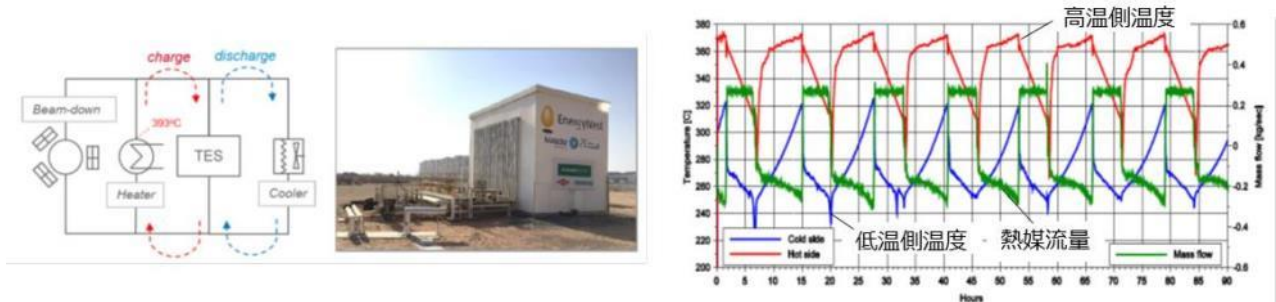 charge
discharge
Beam-down
393ºC
TES
Heater
Cooler
EnergyNest
高温側温度
低温側温度
熱媒流量
Temperature [C]
380
360
340
320
300
280
260
240
220
200
0.6
0.4
0.2
0
-0.2
-0.4
-0.6
Mass flow [kg/sec]
Cold side
Hot side
Mass flow
0 5 10 15 20 25 30 35 40 45 50 55 60 65 70 75 80 85 90
Hours